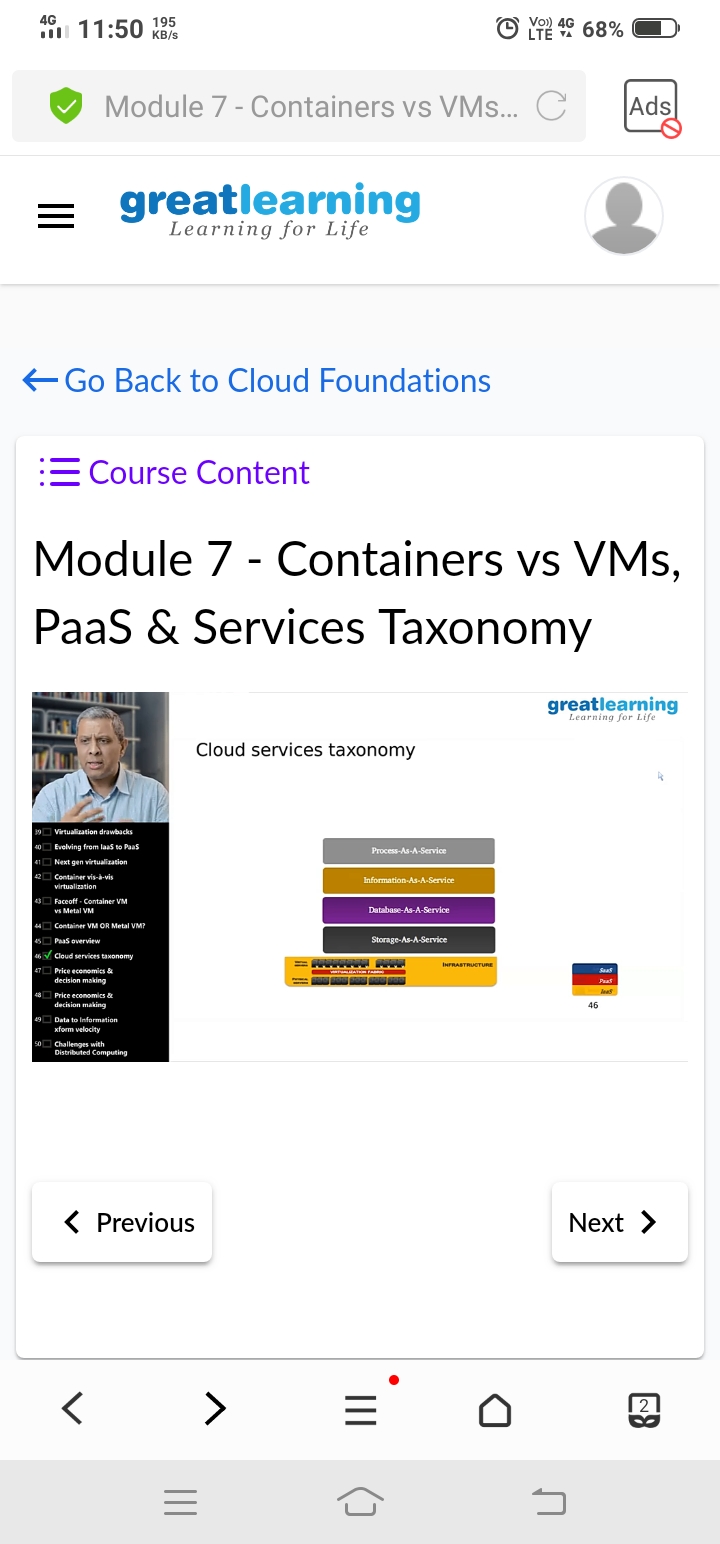 4G 11:50 195 KB/s Vo)) LTE 4G 68%
Module 7 - Containers vs VMs... Ads
greatlearning
Learning for Life
Go Back to Cloud Foundations
Course Content
Module 7 - Containers vs VMs,
PaaS & Services Taxonomy
greatlearning
Learning for Life
Cloud services taxonomy
39 Virtualization drawbacks
40 Evolving from IaaS to PaaS
41 Next gen virtualization
42 Container vis-à-vis
virtualization
43 Faceoff - Container VM
vs Metal VM
44 Container VM OR Metal VM?
45 PaaS overview
46 Cloud services taxonomy
47 Price economics &
decision making
48 Price economics &
decision making
49 Data to Information
xform velocity
50 Challenges with
Distributed Computing
Process-As-A-Service
Information-As-A-Service
Database-As-A-Service
Storage-As-A-Service
INFRASTRUCTURE
VIRTUALIZATION FABRIC
SaaS
PaaS
IaaS
46
Previous
Next
2